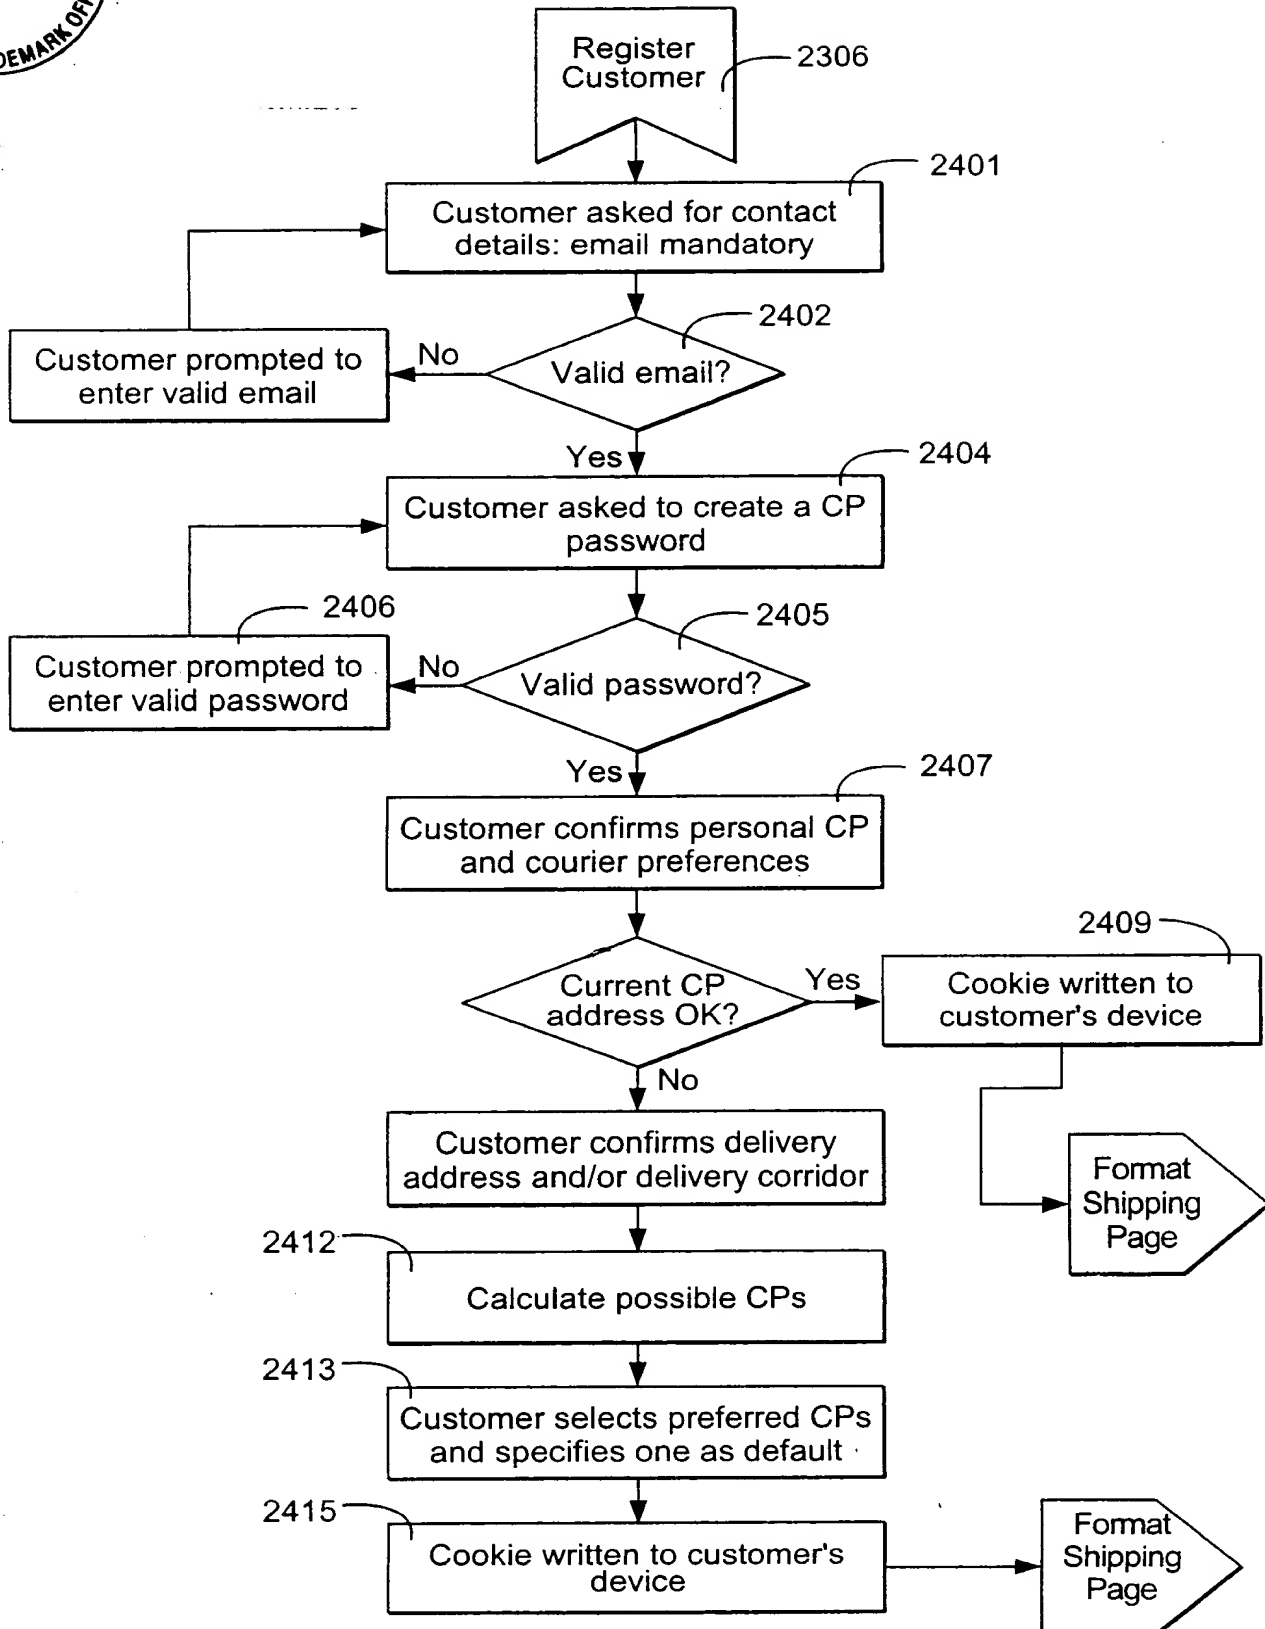 DEMARK OF
Register
Customer
2306
2401
Customer asked for contact
details: email mandatory
2402
Customer prompted to
enter valid email
No
Valid email?
Yes
2404
Customer asked to create a CP
password
2406
2405
Customer prompted to
enter valid password
No
Valid password?
Yes
2407
Customer confirms personal CP
and courier preferences
2409
Current CP
address OK?
Yes
Cookie written to
customer's device
No
Customer confirms delivery
address and/or delivery corridor
Format
Shipping
Page
2412
Calculate possible CPs
2413
Customer selects preferred CPs
and specifies one as default
2415
Cookie written to customer's
device
Format
Shipping
Page